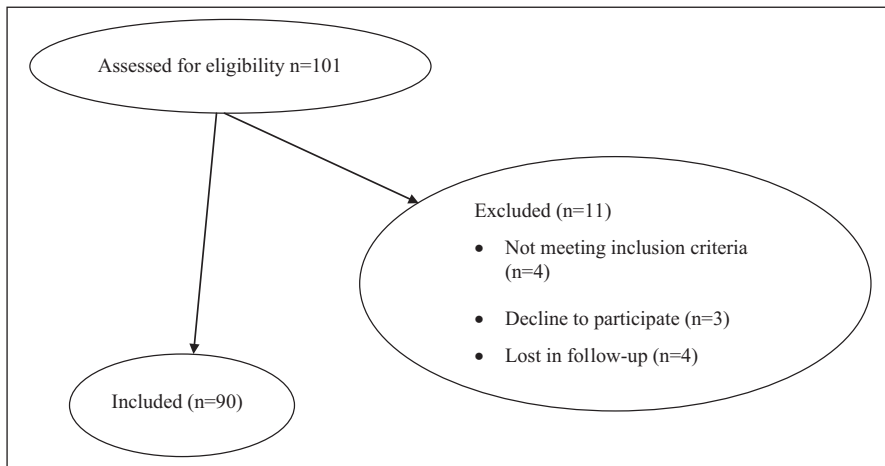 Assessed for eligibility n=101
Excluded (n=11)
• Not meeting inclusion criteria
(n=4)
• Decline to participate (n=3)
• Lost in follow-up (n=4)
Included (n=90)